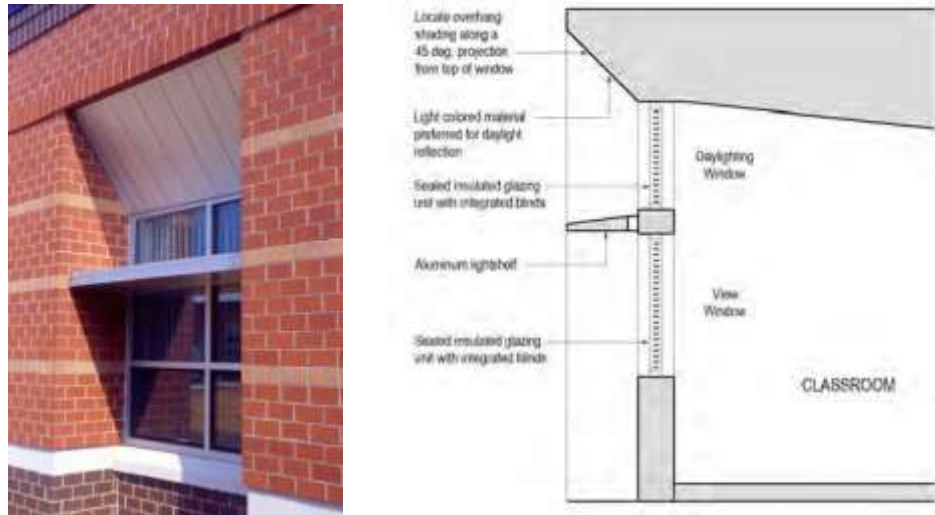 Locate overhang
shading along a
45 deg. projection
from top of window
Light colored material
preferred for daylight
reflection
Daylighting
Window
Sealed insulated glazing
unit with integrated blinds
Aluminum lightshelf
View
Window
Sealed insulated glazing
unit with integrated blinds
CLASSROOM